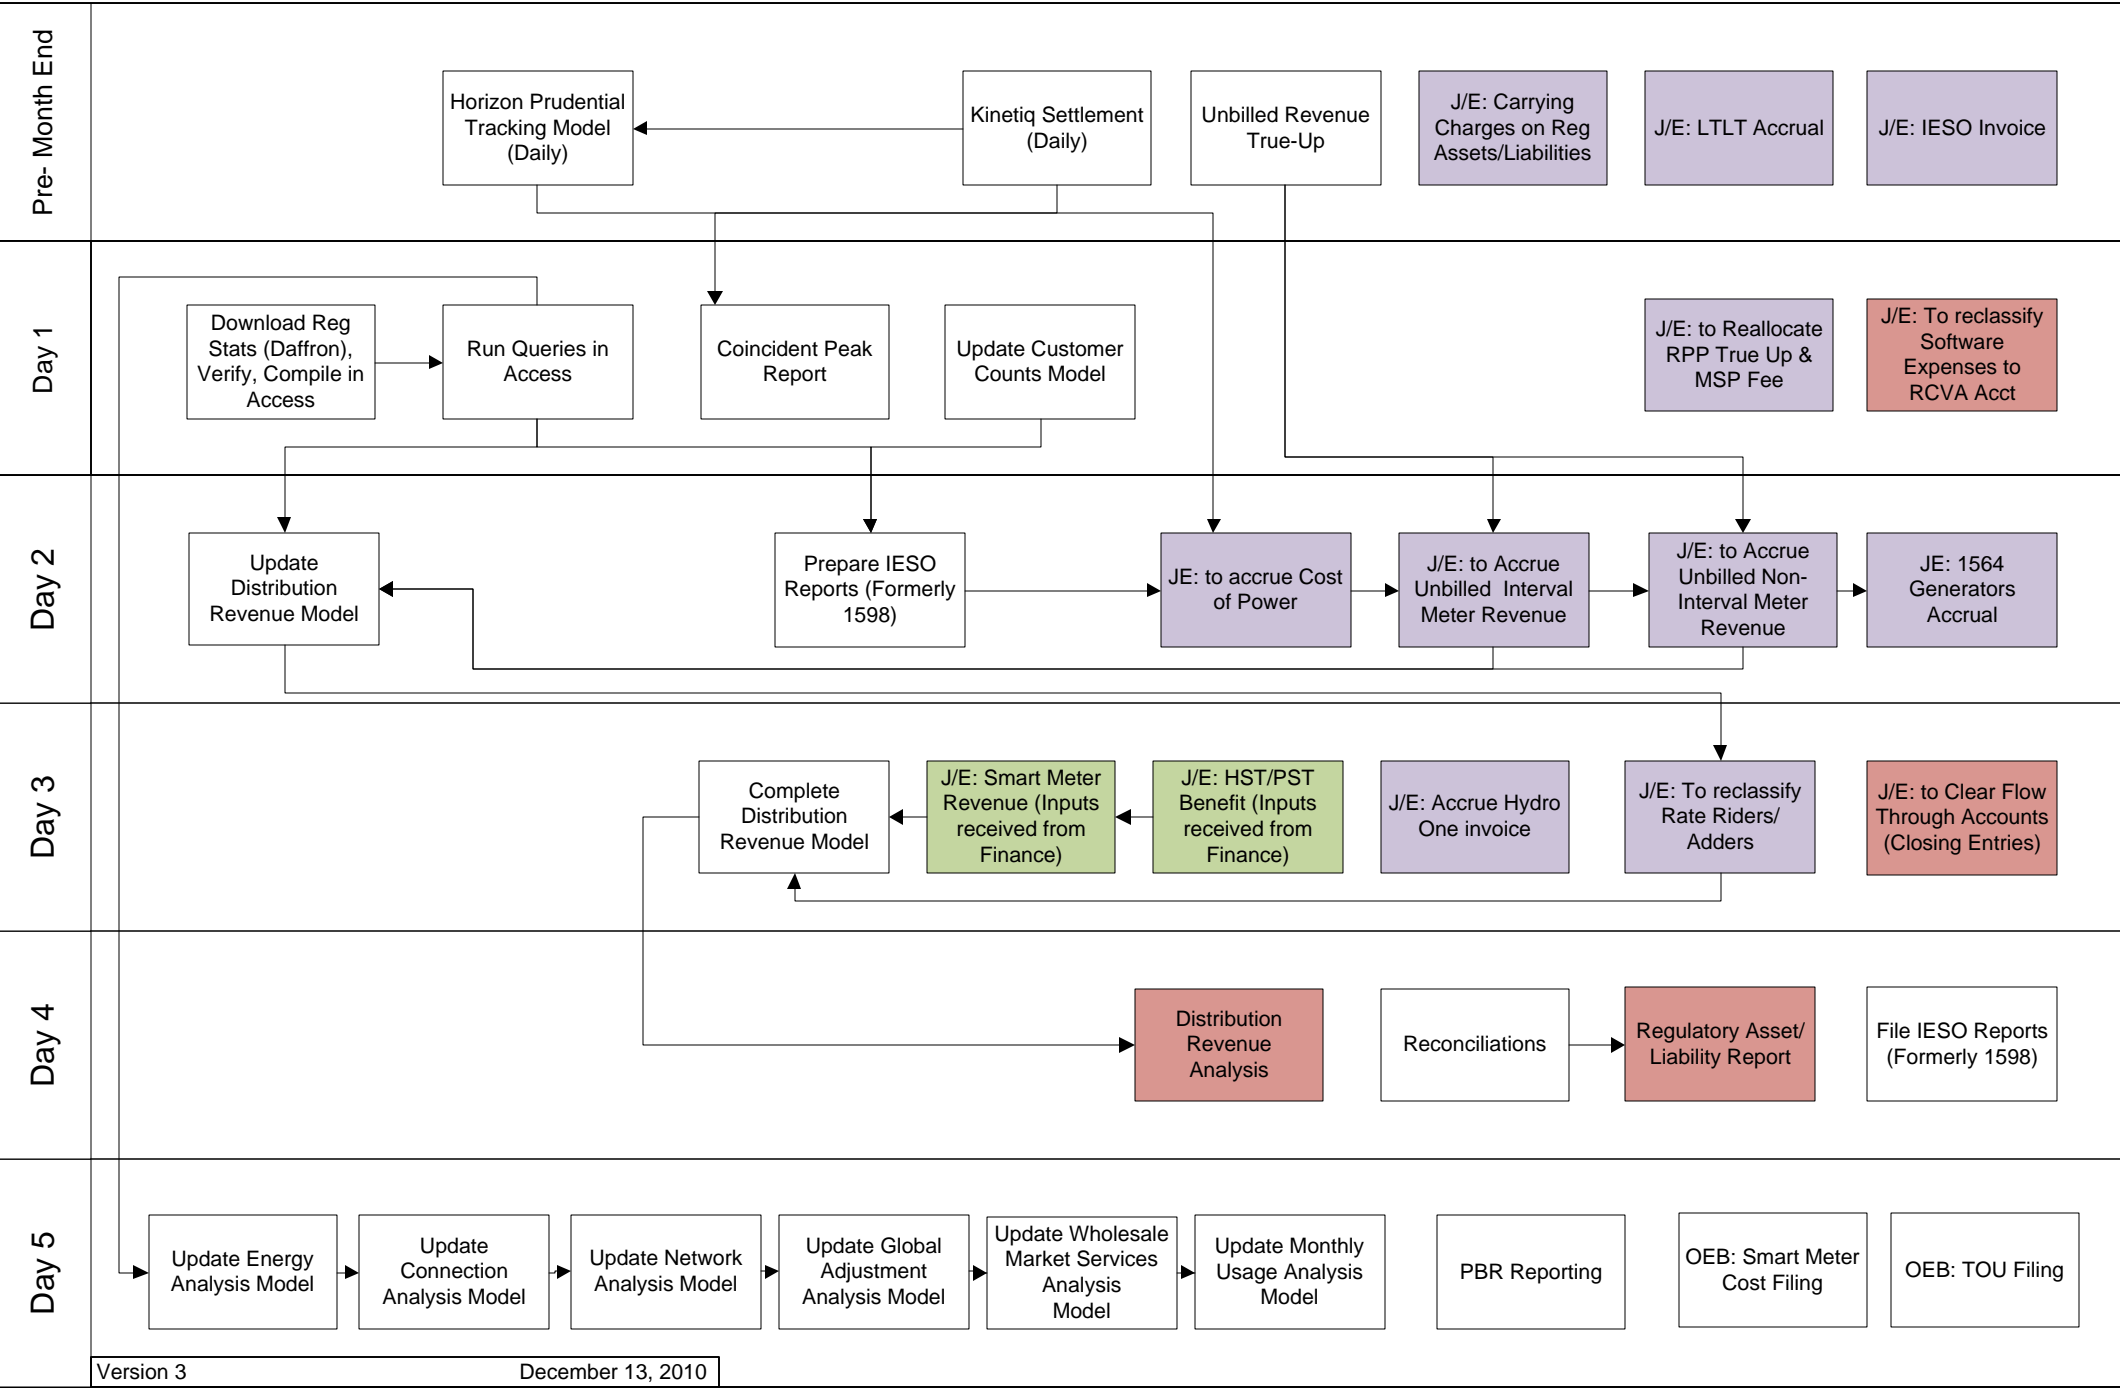 Pre- Month End
Horizon Prudential
Tracking Model
(Daily)
Kinetiq Settlement
(Daily)
Unbilled Revenue
True-Up
J/E: Carrying
Charges on Reg
Assets/Liabilities
J/E: LTLT Accrual
J/E: IESO Invoice
Day 1
Download Reg
Stats (Daffron),
Verify, Compile in
Access
Run Queries in
Access
Coincident Peak
Report
Update Customer
Counts Model
J/E: to Reallocate
RPP True Up &
MSP Fee
J/E: To reclassify
Software
Expenses to
RCVA Acct
Day 2
Update
Distribution
Revenue Model
Prepare IESO
Reports (Formerly
1598)
JE: to accrue Cost
of Power
J/E: to Accrue
Unbilled Interval
Meter Revenue
J/E: to Accrue
Unbilled Non-
Interval Meter
Revenue
JE: 1564
Generators
Accrual
Day 3
Complete
Distribution
Revenue Model
J/E: Smart Meter
Revenue (Inputs
received from
Finance)
J/E: HST/PST
Benefit (Inputs
received from
Finance)
J/E: Accrue Hydro
One invoice
J/E: To reclassify
Rate Riders/
Adders
J/E: to Clear Flow
Through Accounts
(Closing Entries)
Day 4
Distribution
Revenue
Analysis
Reconciliations
Regulatory Asset/
Liability Report
File IESO Reports
(Formerly 1598)
Day 5
Update Energy
Analysis Model
Update
Connection
Analysis Model
Update Network
Analysis Model
Update Global
Adjustment
Analysis Model
Update Wholesale
Market Services
Analysis
Model
Update Monthly
Usage Analysis
Model
PBR Reporting
OEB: Smart Meter
Cost Filing
OEB: TOU Filing
Version 3 December 13, 2010